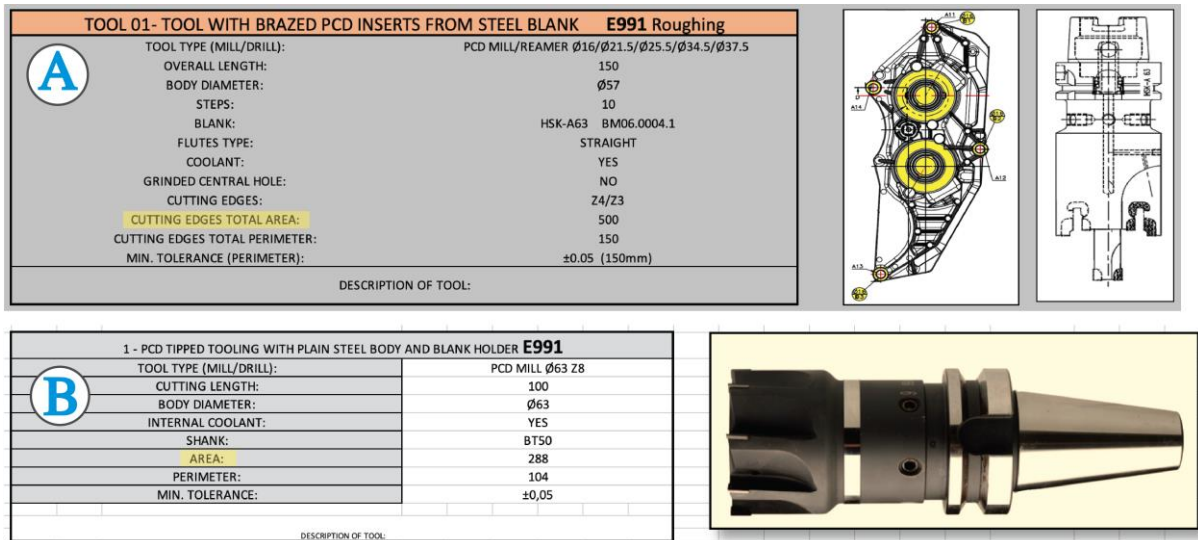 TOOL 01- TOOL WITH BRAZED PCD INSERTS FROM STEEL BLANK E991 Roughing
A
TOOL TYPE (MILL/DRILL): PCD MILL/REAMER Ø16/Ø21.5/Ø25.5/Ø34.5/Ø37.5
OVERALL LENGTH: 150
BODY DIAMETER: Ø57
STEPS: 10
BLANK: HSK-A63 BM06.0004.1
FLUTES TYPE: STRAIGHT
COOLANT: YES
GRINDED CENTRAL HOLE: NO
CUTTING EDGES: Z4/Z3
CUTTING EDGES TOTAL AREA: 500
CUTTING EDGES TOTAL PERIMETER: 150
MIN. TOLERANCE (PERIMETER): ±0.05 (150mm)
DESCRIPTION OF TOOL:
A11
A14
A12
A13
HSK-A 63
1 - PCD TIPPED TOOLING WITH PLAIN STEEL BODY AND BLANK HOLDER E991
B
TOOL TYPE (MILL/DRILL): PCD MILL Ø63 Z8
CUTTING LENGTH: 100
BODY DIAMETER: Ø63
INTERNAL COOLANT: YES
SHANK: BT50
AREA: 288
PERIMETER: 104
MIN. TOLERANCE: ±0,05
DESCRIPTION OF TOOL: